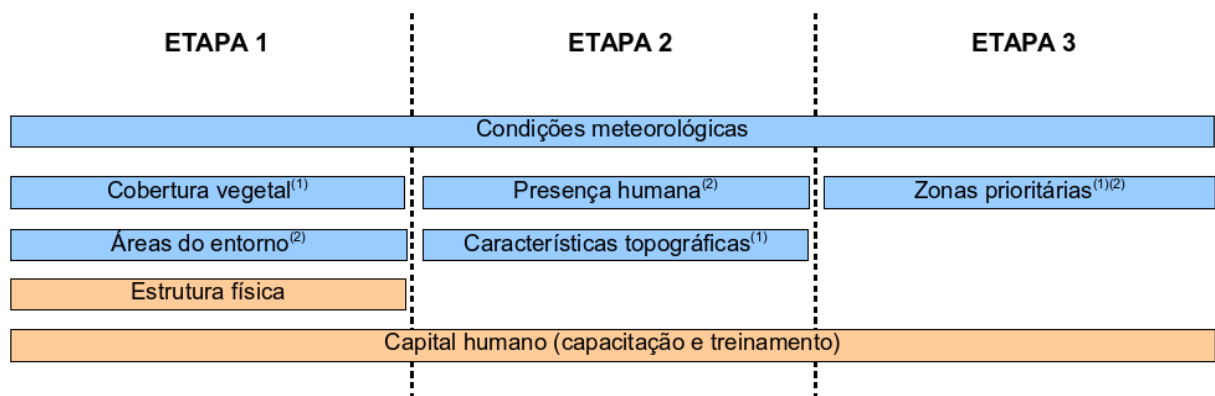 ETAPA 1
ETAPA 2
ETAPA 3
Condições meteorológicas
Cobertura vegetal(1)
Presença humana(2)
Zonas prioritárias(1)(2)
Áreas do entorno(2)
Características topográficas(1)
Estrutura física
Capital humano (capacitação e treinamento)